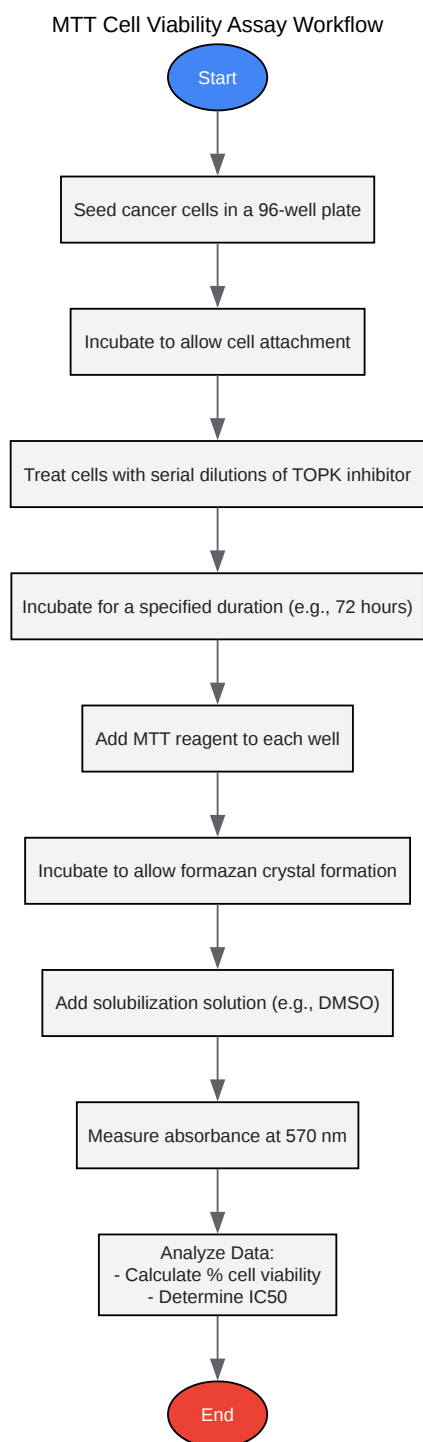 MTT Cell Viability Assay Workflow
Start
Seed cancer cells in a 96-well plate
Incubate to allow cell attachment
Treat cells with serial dilutions of TOPK inhibitor
Incubate for a specified duration (e.g., 72 hours)
Add MTT reagent to each well
Incubate to allow formazan crystal formation
Add solubilization solution (e.g., DMSO)
Measure absorbance at 570 nm
Analyze Data:
- Calculate % cell viability
- Determine IC50
End